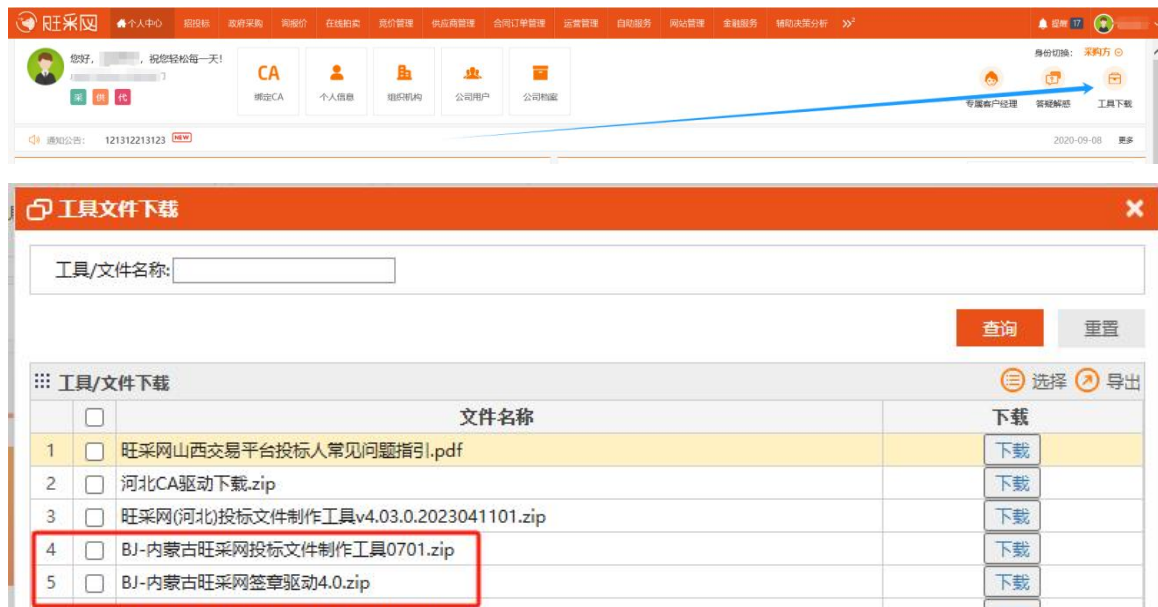 旺采网 个人中心 招投标 政府采购 询报价 在线拍卖 竞价管理 供应商管理 合同订单管理 运营管理 自助服务 网站管理 金融服务 辅助决策分析 提醒 17
您好, ，祝您轻松每一天!
采 供 代
CA
绑定CA 个人信息 组织机构 公司用户 公司档案
身份切换: 采购方
专属客户经理 答疑解惑 工具下载
通知公告: 121312213123 NEW 2020-09-08 更多
工具文件下载
工具/文件名称:
查询 重置
工具/文件下载 选择 导出
文件名称 下载
1 旺采网山西交易平台投标人常见问题指引.pdf 下载
2 河北CA驱动下载.zip 下载
3 旺采网(河北)投标文件制作工具v4.03.0.2023041101.zip 下载
4 BJ-内蒙古旺采网投标文件制作工具0701.zip 下载
5 BJ-内蒙古旺采网签章驱动4.0.zip 下载